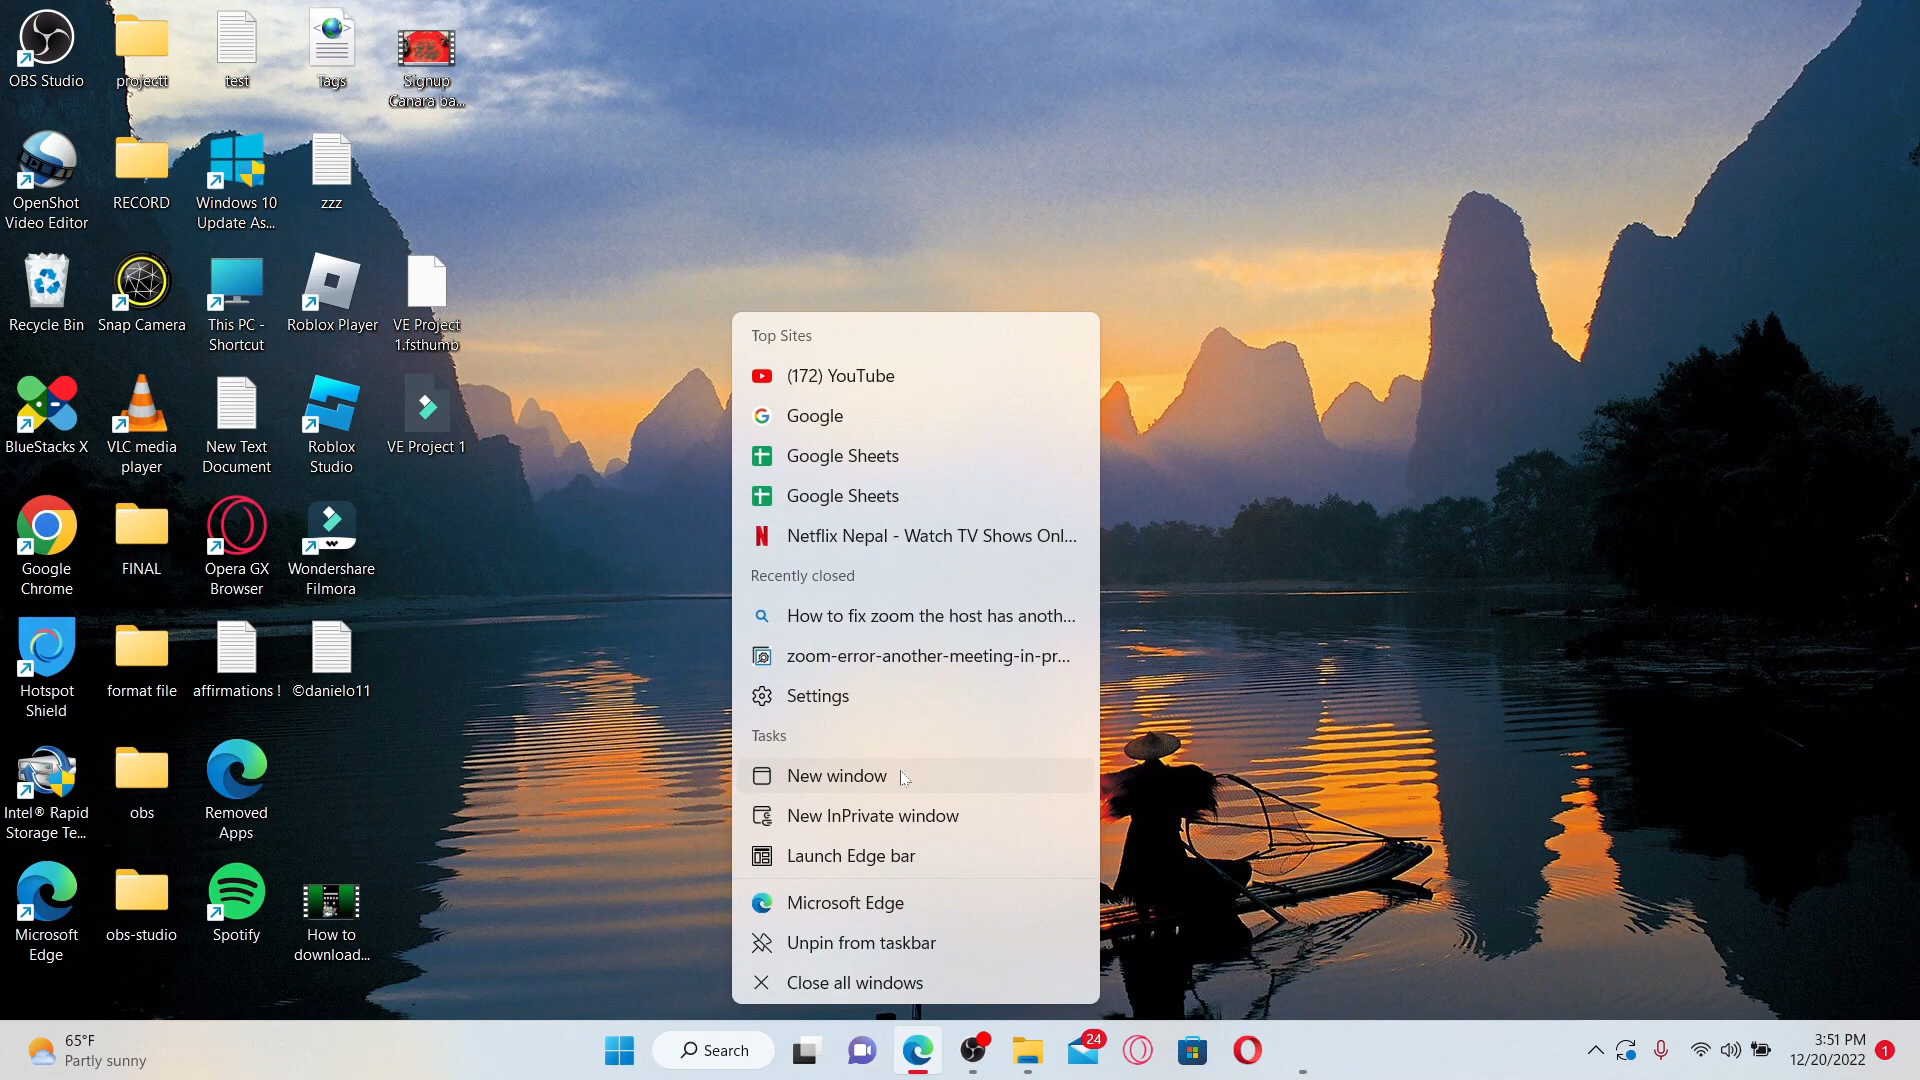 OBS Studio
projectt
test
Tags
Signup
Canara ba...
OpenShot
Video Editor
RECORD
Windows 10
Update As...
zzz
Recycle Bin
Snap Camera
This PC -
Shortcut
Roblox Player
VE Project
1.fsthumb
BlueStacks X
VLC media
player
New Text
Document
Roblox
Studio
VE Project 1
Google
Chrome
FINAL
Opera GX
Browser
Wondershare
Filmora
Hotspot
Shield
format file
affirmations !
©danielo11
Intel® Rapid
Storage Te...
obs
Removed
Apps
Microsoft
Edge
obs-studio
Spotify
How to
download...
Top Sites
(172) YouTube
Google
Google Sheets
Google Sheets
Netflix Nepal - Watch TV Shows Onl...
Recently closed
How to fix zoom the host has anoth...
zoom-error-another-meeting-in-pr...
Settings
Tasks
New window
New InPrivate window
Launch Edge bar
Microsoft Edge
Unpin from taskbar
Close all windows
65°F
Partly sunny
Search
24
3:51 PM
12/20/2022
1